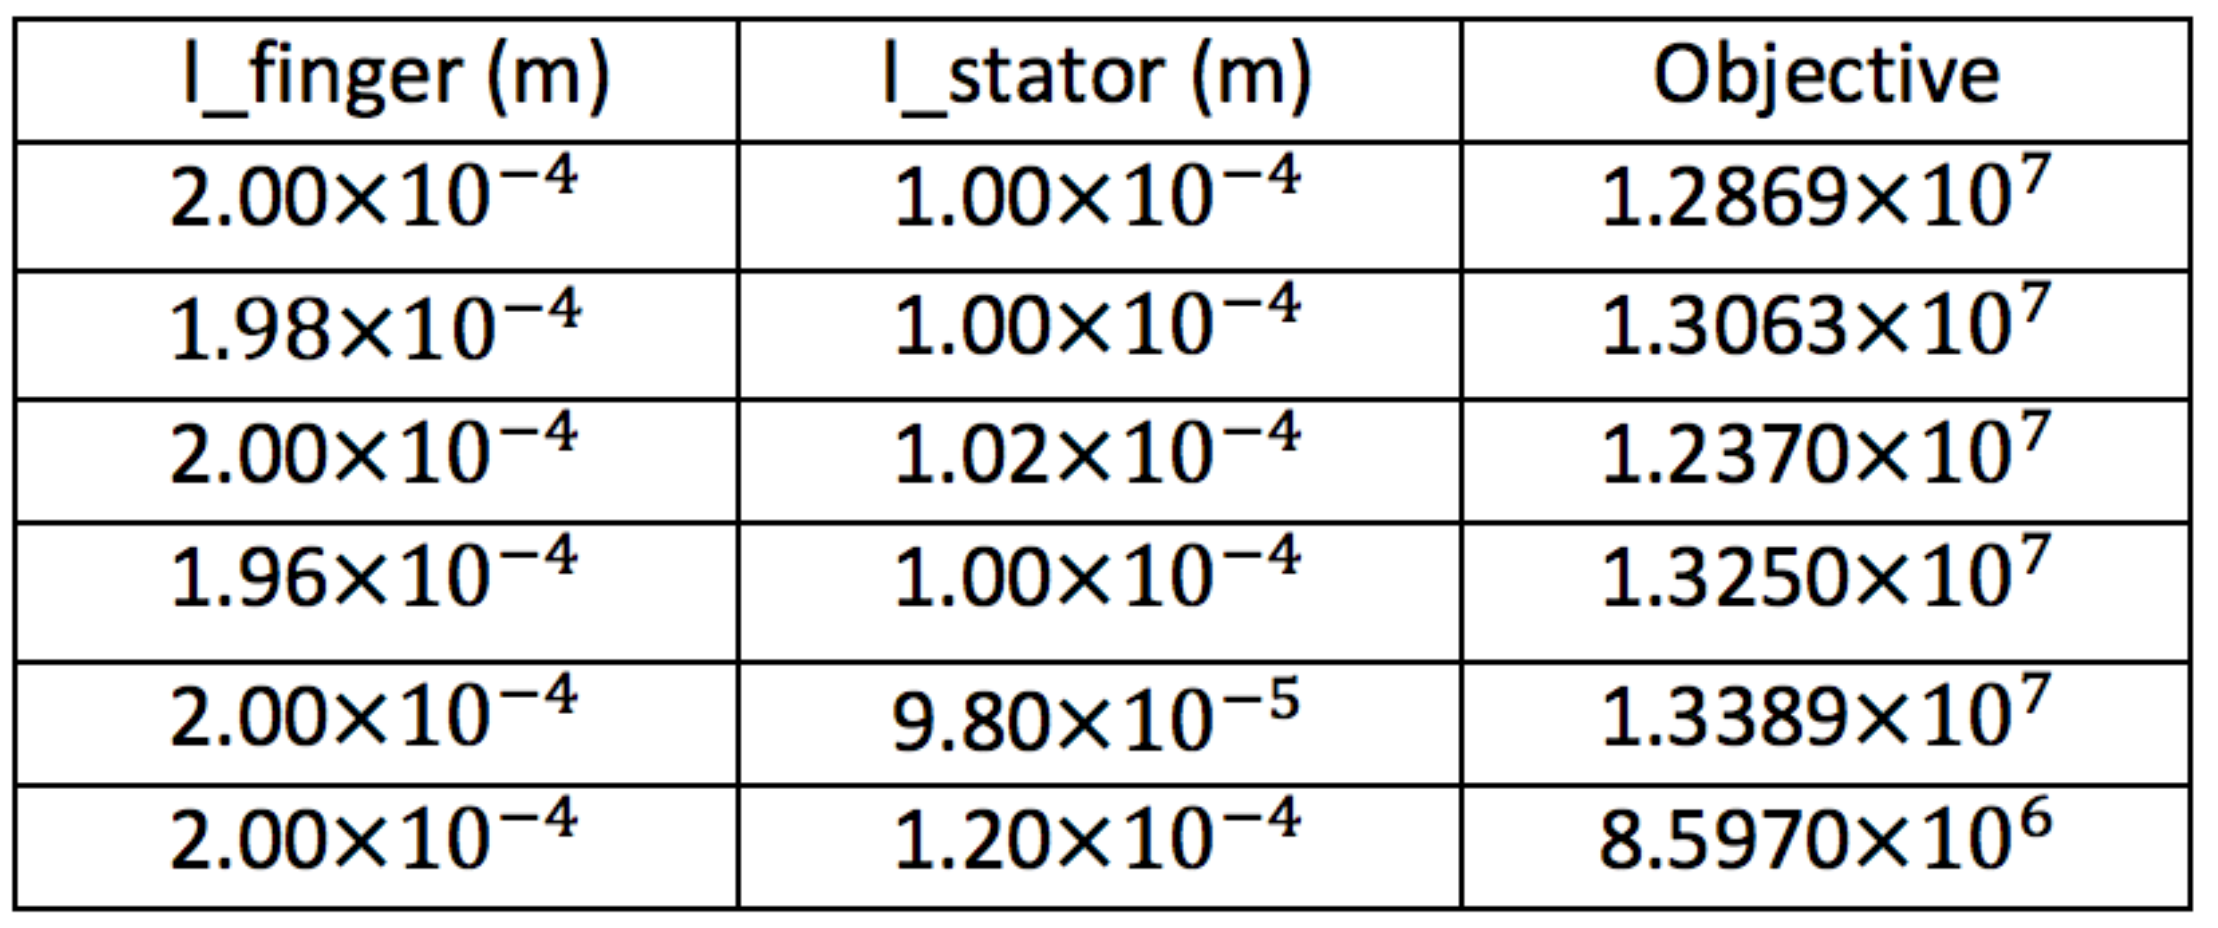 l_finger (m) l_stator (m) Objective
2.00×10⁻⁴ 1.00×10⁻⁴ 1.2869×10⁷
1.98×10⁻⁴ 1.00×10⁻⁴ 1.3063×10⁷
2.00×10⁻⁴ 1.02×10⁻⁴ 1.2370×10⁷
1.96×10⁻⁴ 1.00×10⁻⁴ 1.3250×10⁷
2.00×10⁻⁴ 9.80×10⁻⁵ 1.3389×10⁷
2.00×10⁻⁴ 1.20×10⁻⁴ 8.5970×10⁶